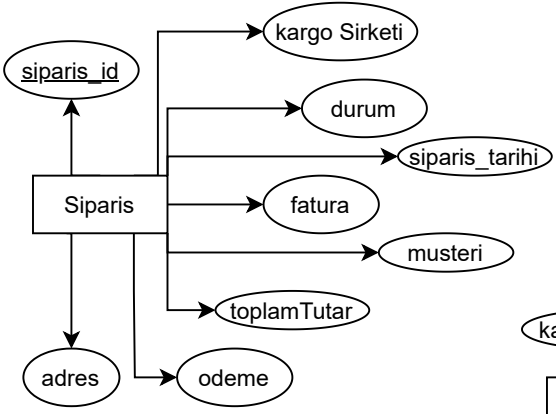 kargo Sirketi
siparis_id
durum
siparis_tarihi
Siparis
fatura
musteri
toplamTutar
adres
odeme